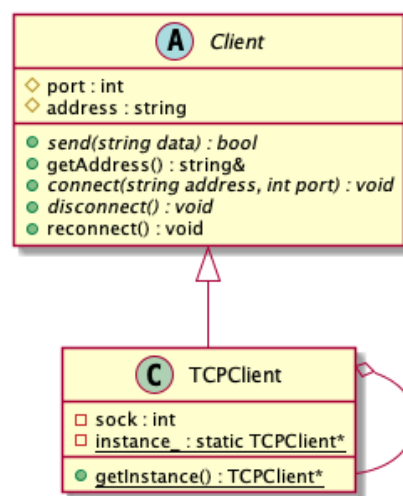 A Client
port : int
address : string
send(string data) : bool
getAddress() : string&
connect(string address, int port) : void
disconnect() : void
reconnect() : void
C TCPClient
sock : int
instance_ : static TCPClient*
getInstance() : TCPClient*